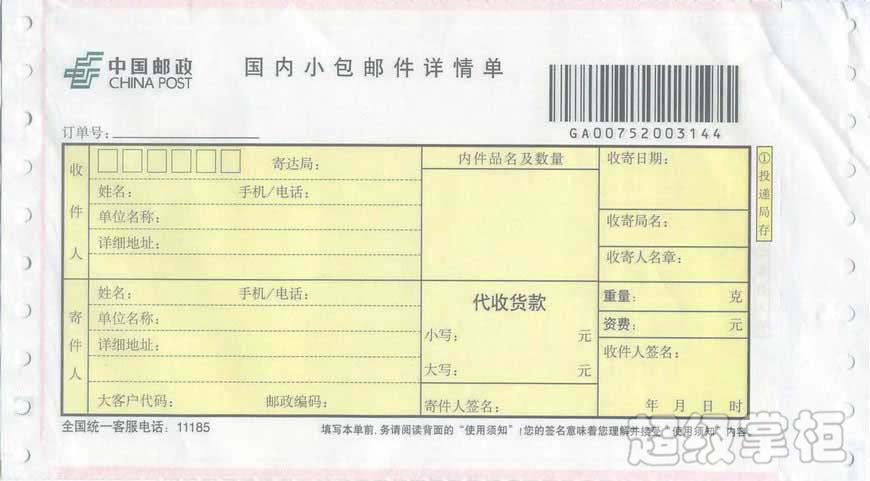 中国邮政
CHINA POST
国内小包邮件详情单
GA00752003144
订单号：
收件人
寄达局：
姓名：
手机/电话：
单位名称：
详细地址：
内件品名及数量
收寄日期：
收寄局名：
收寄人名章：
①投递局存
寄件人
姓名：
手机/电话：
单位名称：
详细地址：
大客户代码：
邮政编码：
代收货款
小写： 元
大写： 元
寄件人签名：
重量： 克
资费： 元
收件人签名：
年 月 日 时
全国统一客服电话：11185
填写本单前，务请阅读背面的“使用须知”！您的签名意味着您理解并接受“使用须知”内容。
超级掌柜